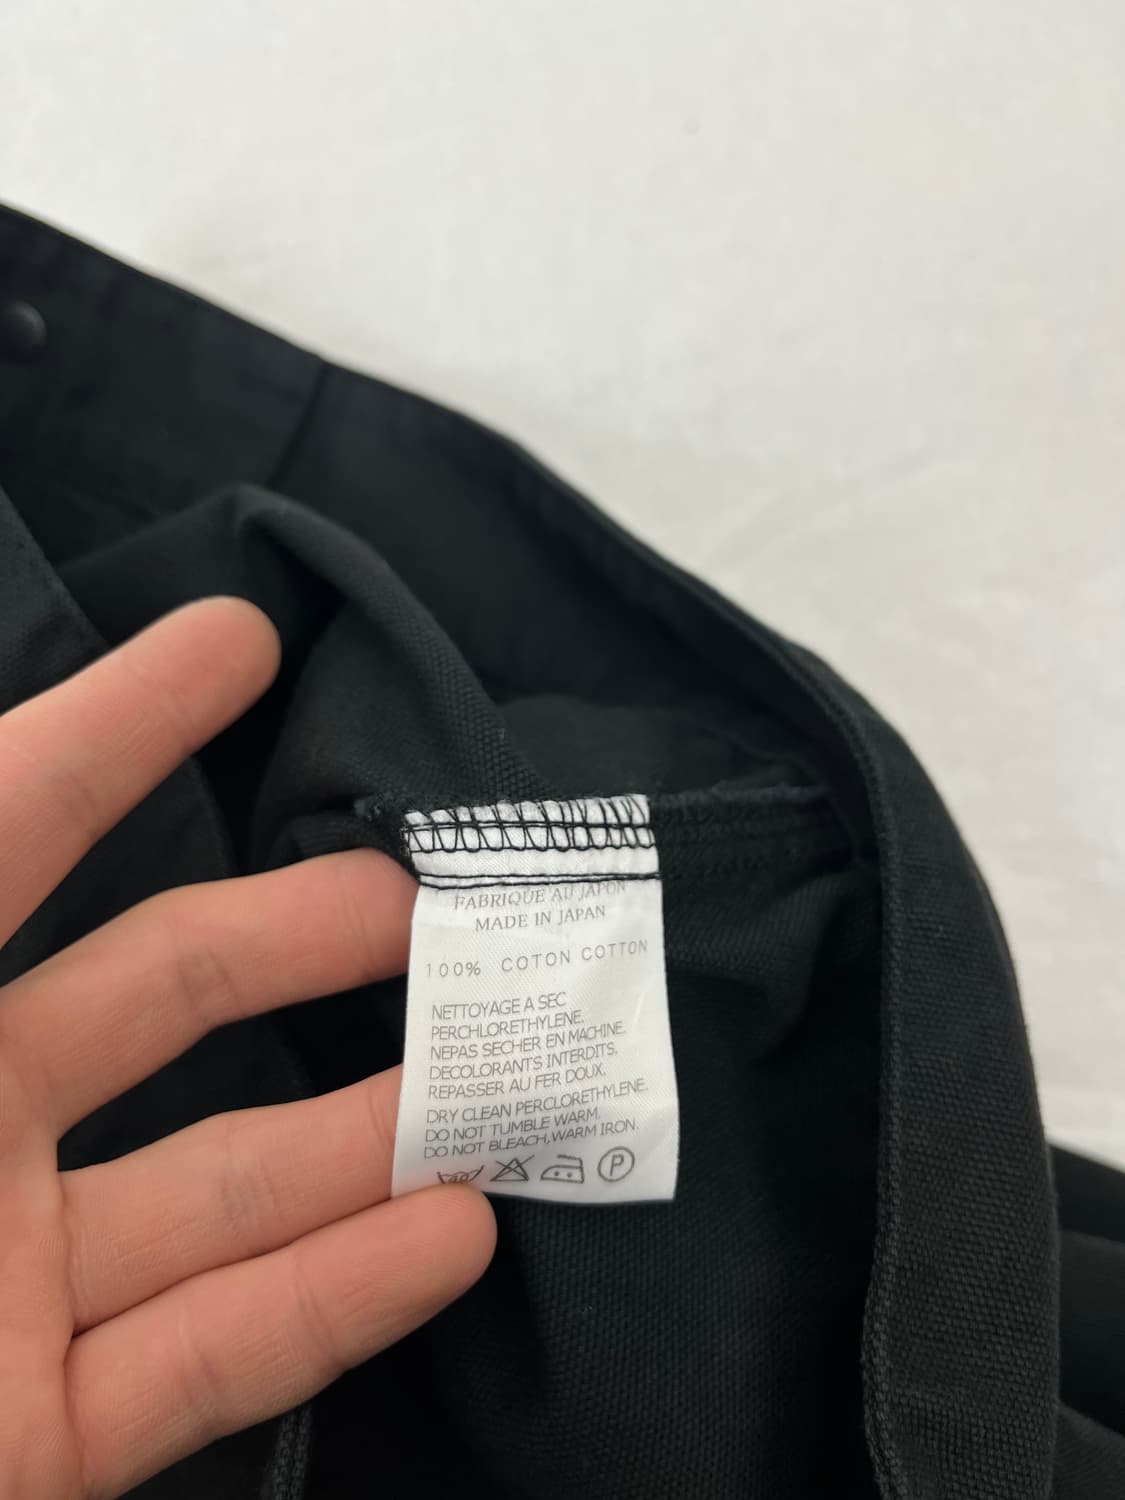 FABRIQUE AU JAPON
MADE IN JAPAN
100% COTON COTTON
NETTOYAGE A SEC
PERCHLORETHYLENE.
NEPAS SECHER EN MACHINE.
DECOLORANTS INTERDITS.
REPASSER AU FER DOUX.
DRY CLEAN PERCLORETHYLENE.
DO NOT TUMBLE WARM.
DO NOT BLEACH,WARM IRON.
40 P